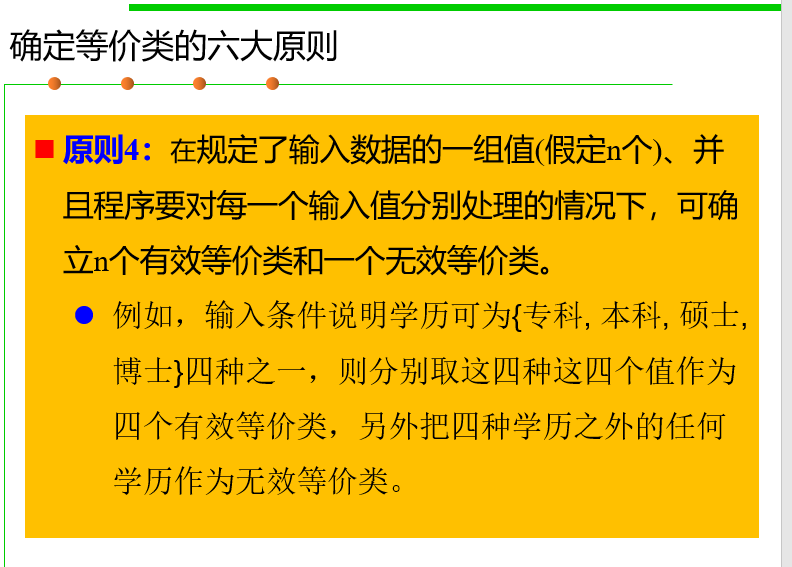 确定等价类的六大原则
原则4：在规定了输入数据的一组值(假定n个)、并
且程序要对每一个输入值分别处理的情况下，可确
立n个有效等价类和一个无效等价类。
例如，输入条件说明学历可为{专科, 本科, 硕士,
博士}四种之一，则分别取这四种这四个值作为
四个有效等价类，另外把四种学历之外的任何
学历作为无效等价类。